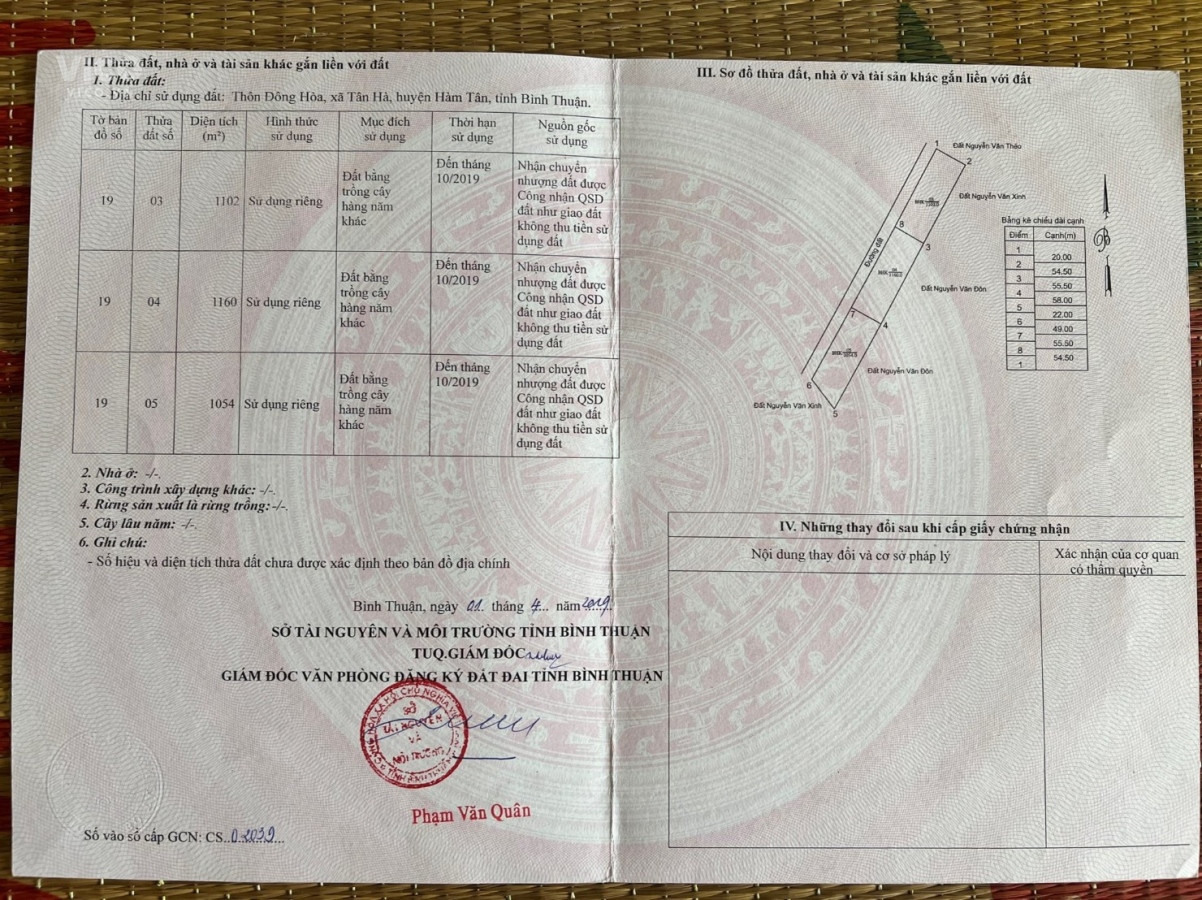 II. Thửa đất, nhà ở và tài sản khác gắn liền với đất
1. Thửa đất:
- Địa chỉ sử dụng đất: Thôn Đông Hòa, xã Tân Hà, huyện Hàm Tân, tỉnh Bình Thuận.
Tờ bản đồ số
Thửa đất số
Diện tích (m²)
Hình thức sử dụng
Mục đích sử dụng
Thời hạn sử dụng
Nguồn gốc sử dụng
19
03
1102
Sử dụng riêng
Đất bằng
trồng cây
hàng năm
khác
Đến tháng
10/2019
Nhận chuyển
nhượng đất được
Công nhận QSD
đất như giao đất
không thu tiền sử
dụng đất
19
04
1160
Sử dụng riêng
Đất bằng
trồng cây
hàng năm
khác
Đến tháng
10/2019
Nhận chuyển
nhượng đất được
Công nhận QSD
đất như giao đất
không thu tiền sử
dụng đất
19
05
1054
Sử dụng riêng
Đất bằng
trồng cây
hàng năm
khác
Đến tháng
10/2019
Nhận chuyển
nhượng đất được
Công nhận QSD
đất như giao đất
không thu tiền sử
dụng đất
2. Nhà ở: -/-.
3. Công trình xây dựng khác: -/-.
4. Rừng sản xuất là rừng trồng: -/-.
5. Cây lâu năm: -/-.
6. Ghi chú:
- Số hiệu và diện tích thửa đất chưa được xác định theo bản đồ địa chính
Bình Thuận, ngày 01 tháng 4 năm 2019
SỞ TÀI NGUYÊN VÀ MÔI TRƯỜNG TỈNH BÌNH THUẬN
TUQ.GIÁM ĐỐC
GIÁM ĐỐC VĂN PHÒNG ĐĂNG KÝ ĐẤT ĐAI TỈNH BÌNH THUẬN
SỞ
TÀI NGUYÊN
VÀ
MÔI TRƯỜNG
Phạm Văn Quân
Số vào sổ cấp GCN: CS 02039
III. Sơ đồ thửa đất, nhà ở và tài sản khác gắn liền với đất
1
Đất Nguyễn Văn Thảo
2
Đất Nguyễn Văn Xinh
8
3
Đường đất
Đất Nguyễn Văn Đôn
7
4
Đất Nguyễn Văn Đôn
6
Đất Nguyễn Văn Xinh
5
Bảng kê chiều dài cạnh
Điểm Cạnh(m)
1
20.00
2
54.50
3
55.50
4
58.00
5
22.00
6
49.00
7
55.50
8
54.50
1
IV. Những thay đổi sau khi cấp giấy chứng nhận
Nội dung thay đổi và cơ sở pháp lý
Xác nhận của cơ quan
có thẩm quyền